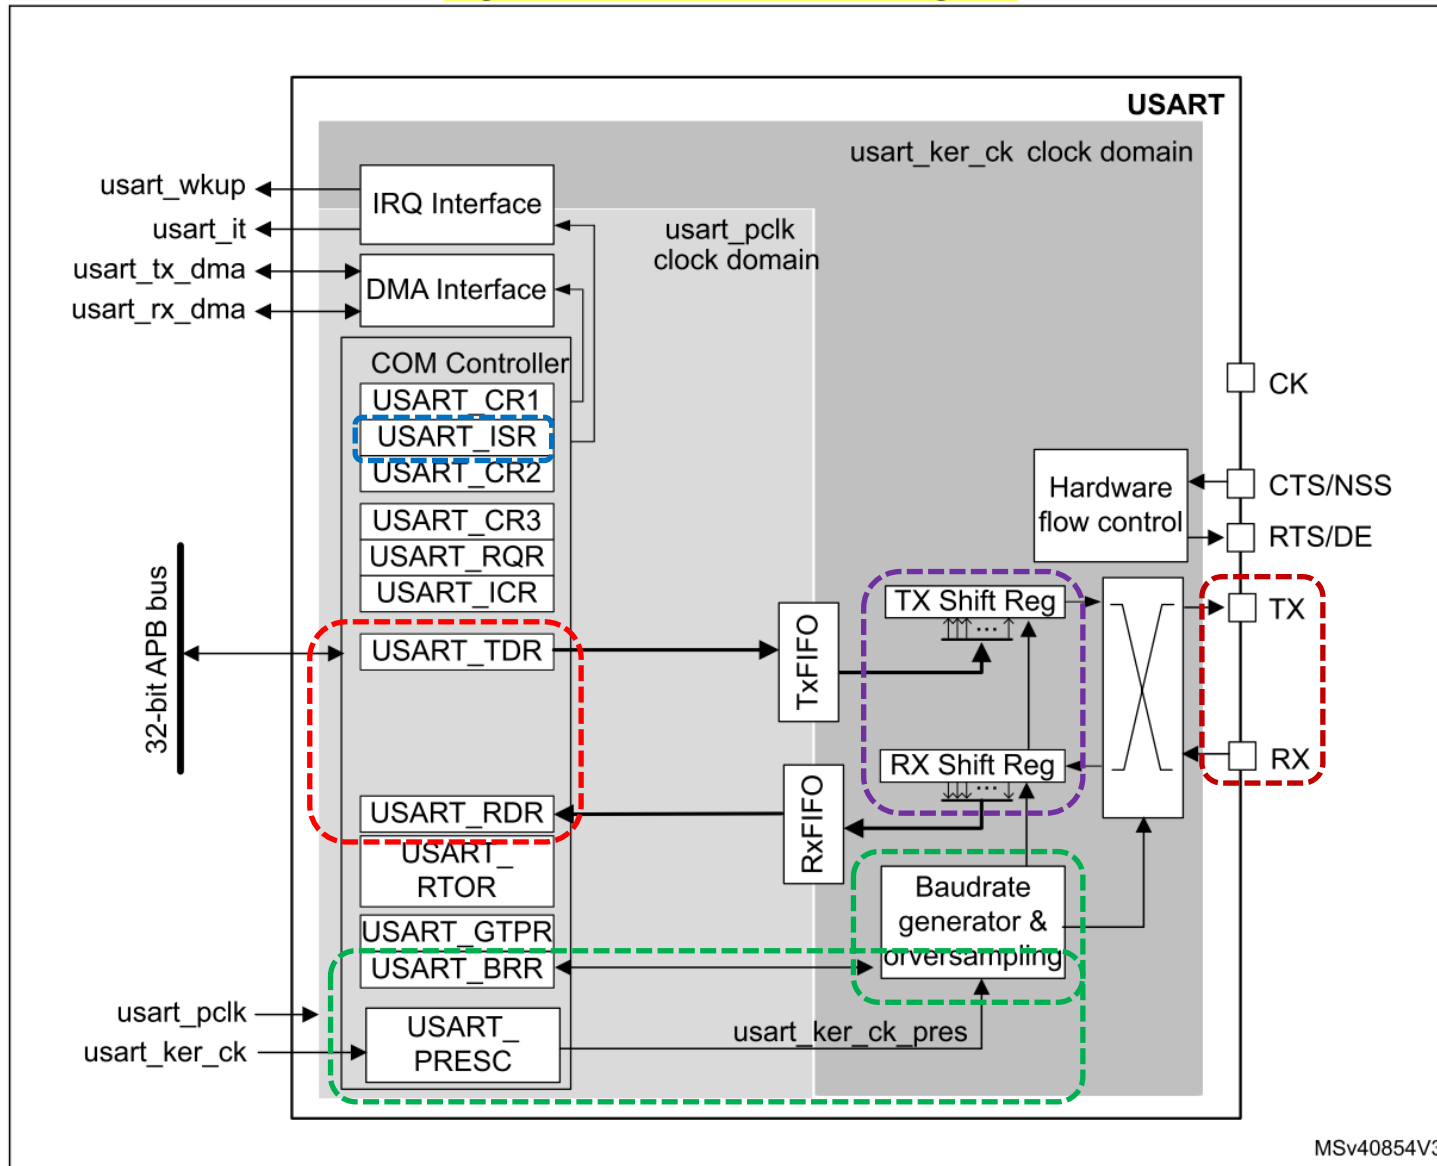 USART
usart_ker_ck clock domain
usart_wkup
IRQ Interface
usart_it
usart_pclk
clock domain
usart_tx_dma
DMA Interface
usart_rx_dma
COM Controller
USART_CR1
CK
USART_ISR
USART_CR2
Hardware
flow control
CTS/NSS
RTS/DE
USART_CR3
USART_RQR
USART_ICR
32-bit APB bus
USART_TDR
TxFIFO
TX Shift Reg
...
TX
RX Shift Reg
...
RX
USART_RDR
RxFIFO
USART_
RTOR
Baudrate
generator &
orversampling
USART_GTPR
USART_BRR
usart_pclk
usart_ker_ck
USART_
PRESC
usart_ker_ck_pres
MSv40854V3